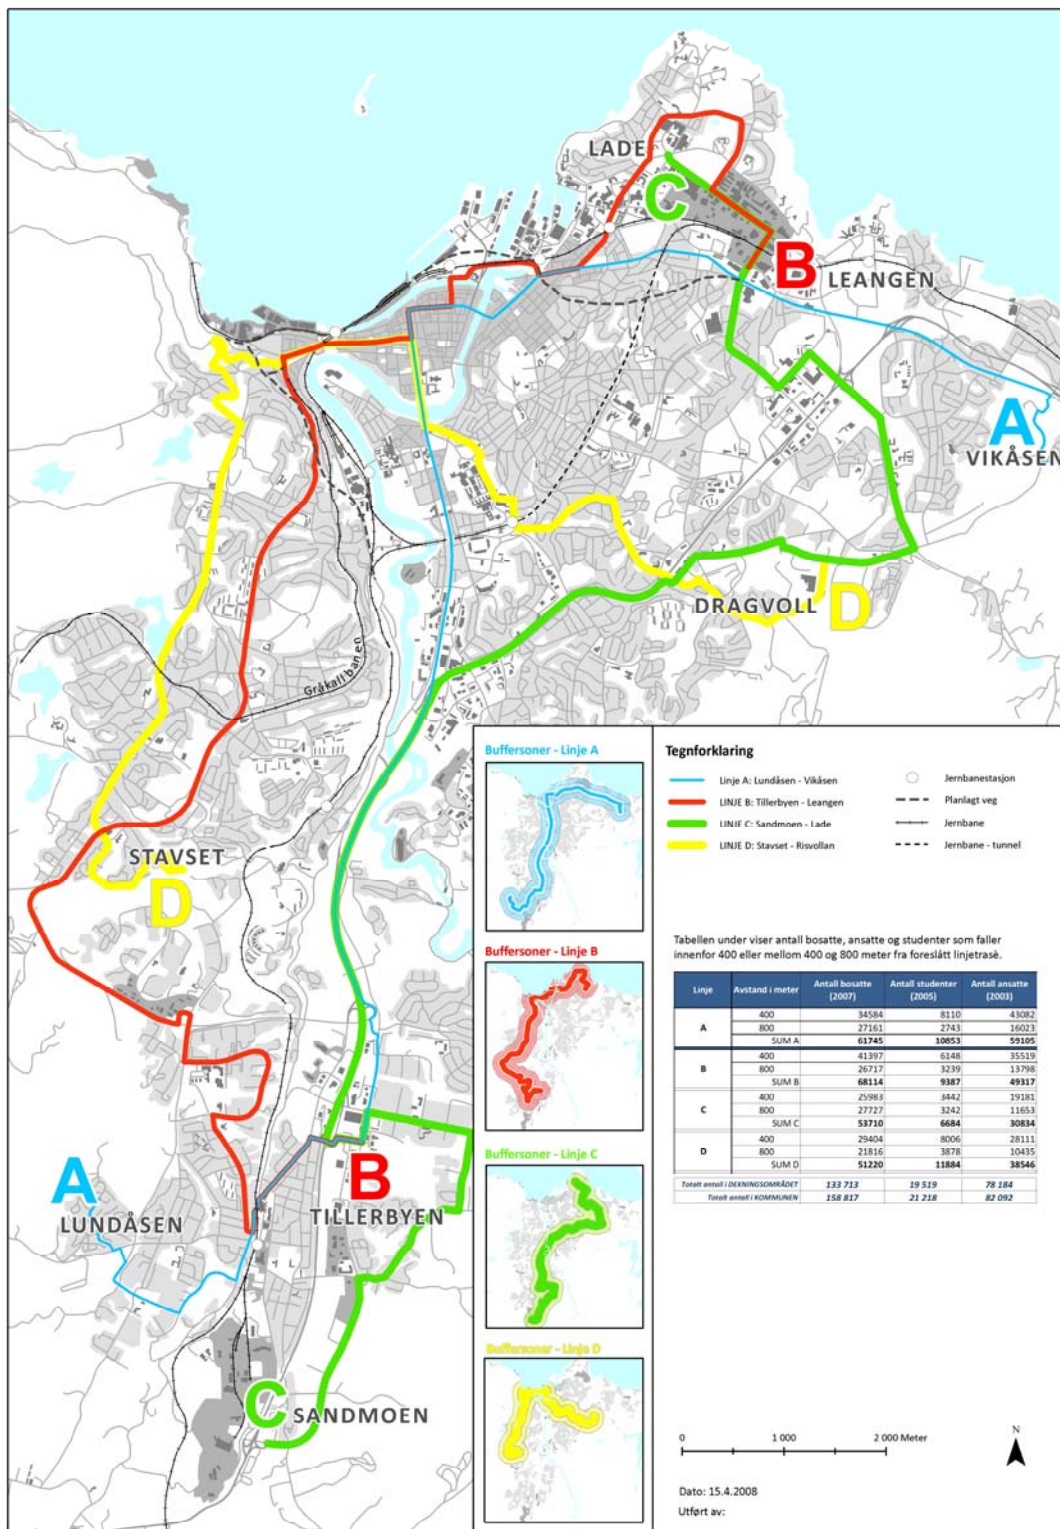 LADE
C
B
LEANGEN
A
VIKÅSEN
DRAGVOLL
D
Gråkallbanen
STAVSET
D
A
LUNDÅSEN
B
TILLERBYEN
C
SANDMOEN
Buffersoner - Linje A
Buffersoner - Linje B
Buffersoner - Linje C
Buffersoner - Linje D
Tegnforklaring
Linje A: Lundåsen - Vikåsen
LINJE B: Tillerbyen - Leangen
LINJE C: Sandmoen - Lade
LINJE D: Stavset - Risvollan
Jernbanestasjon
Planlagt veg
Jernbane
Jernbane - tunnel
Tabellen under viser antall bosatte, ansatte og studenter som faller
innenfor 400 eller mellom 400 og 800 meter fra foreslått linjetrasè.
Linje Avstand i meter Antall bosatte (2007) Antall studenter (2005) Antall ansatte (2003)
A 400 34584 8110 43082
800 27161 2743 16023
SUM A 61745 10853 59105
B 400 41397 6148 35519
800 26717 3239 13798
SUM B 68114 9387 49317
C 400 25983 3442 19181
800 27727 3242 11653
SUM C 53710 6684 30834
D 400 29404 8006 28111
800 21816 3878 10435
SUM D 51220 11884 38546
Totalt antall i DEKNINGSOMRÅDET 133 713 19 519 78 184
Totalt antall i KOMMUNEN 158 817 21 218 82 092
0 1 000 2 000 Meter
N
Dato: 15.4.2008
Utført av: